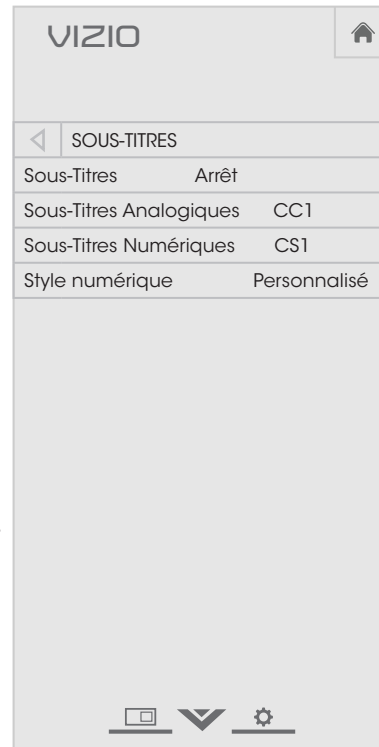 VIZIO
SOUS-TITRES
Sous-Titres Arrêt
Sous-Titres Analogiques CC1
Sous-Titres Numériques CS1
Style numérique Personnalisé